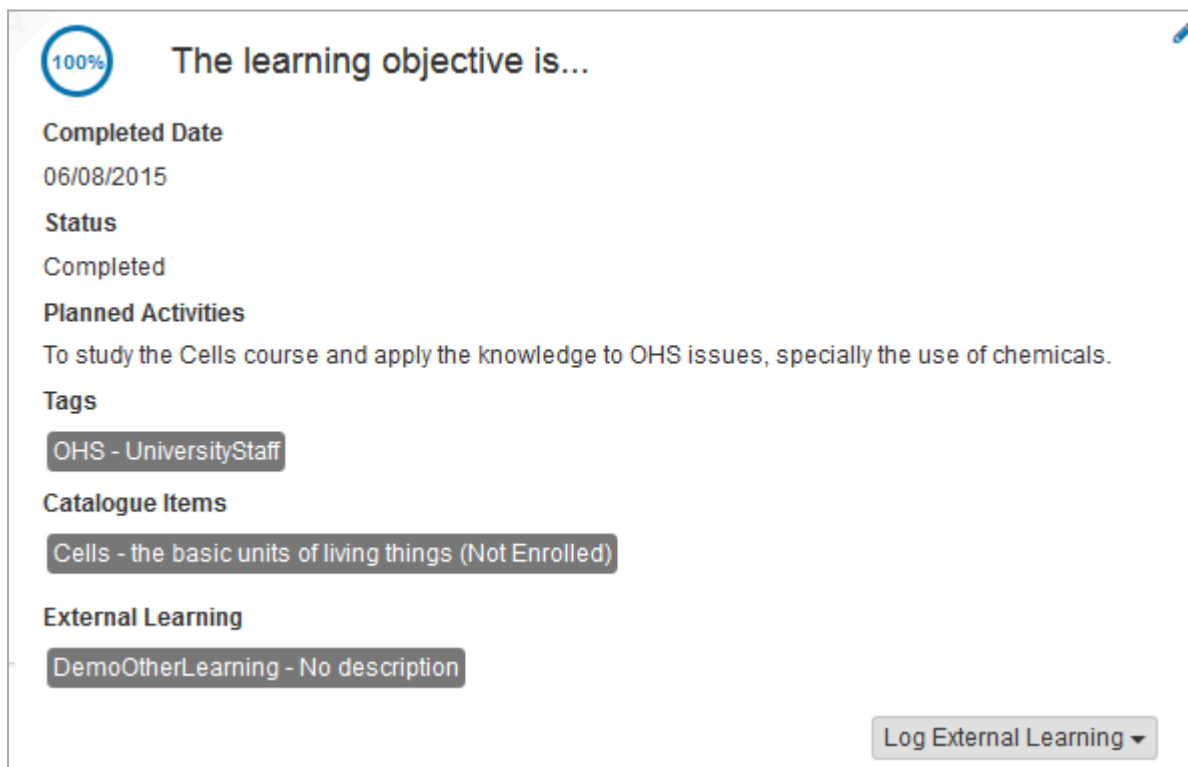 100%
The learning objective is...
Completed Date
06/08/2015
Status
Completed
Planned Activities
To study the Cells course and apply the knowledge to OHS issues, specially the use of chemicals.
Tags
OHS - UniversityStaff
Catalogue Items
Cells - the basic units of living things (Not Enrolled)
External Learning
DemoOtherLearning - No description
Log External Learning